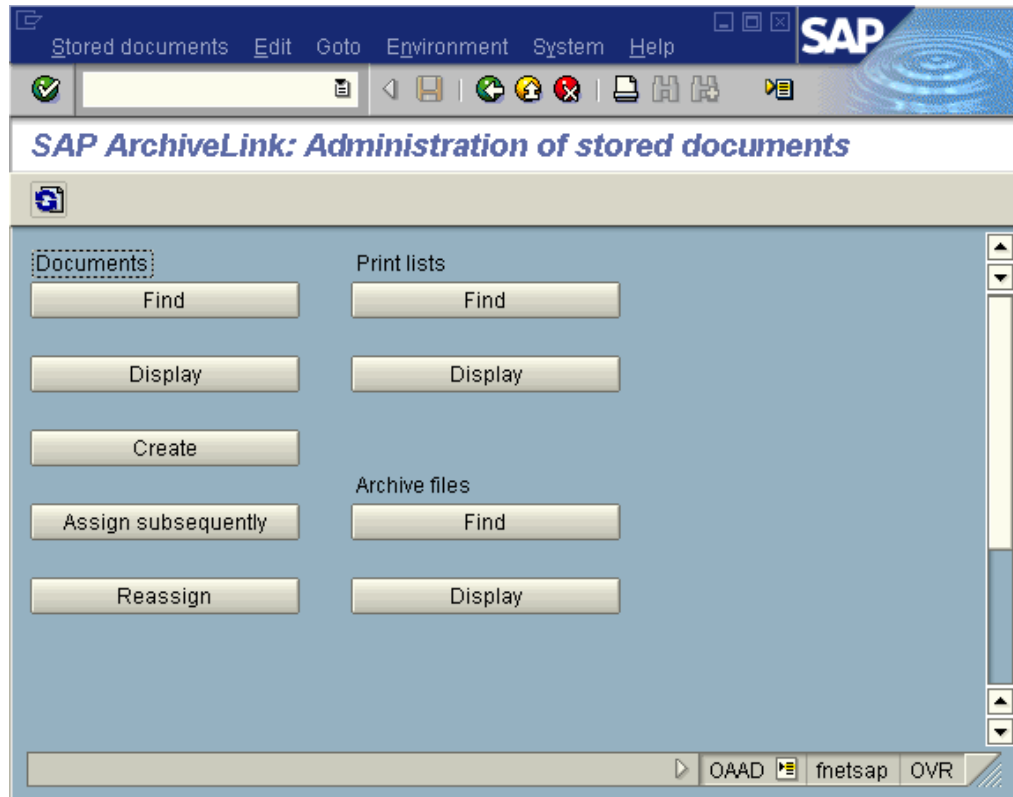 Stored documents Edit Goto Environment System Help
SAP
SAP ArchiveLink: Administration of stored documents
Documents Print lists
Find Find
Display Display
Create
Archive files
Assign subsequently Find
Reassign Display
OAAD fnetsap OVR